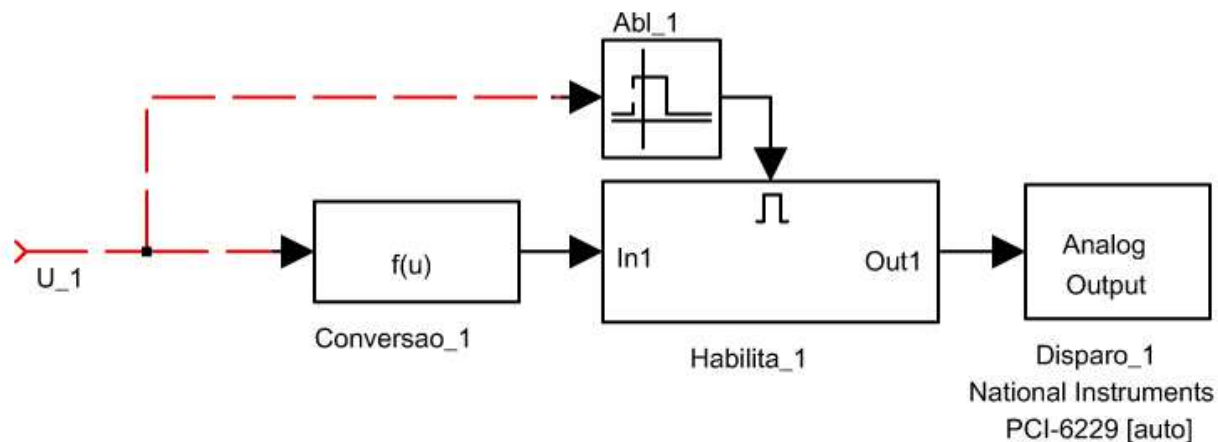 Abl_1
U_1
f(u)
Conversao_1
In1
Out1
Habilita_1
Analog
Output
Disparo_1
National Instruments
PCI-6229 [auto]